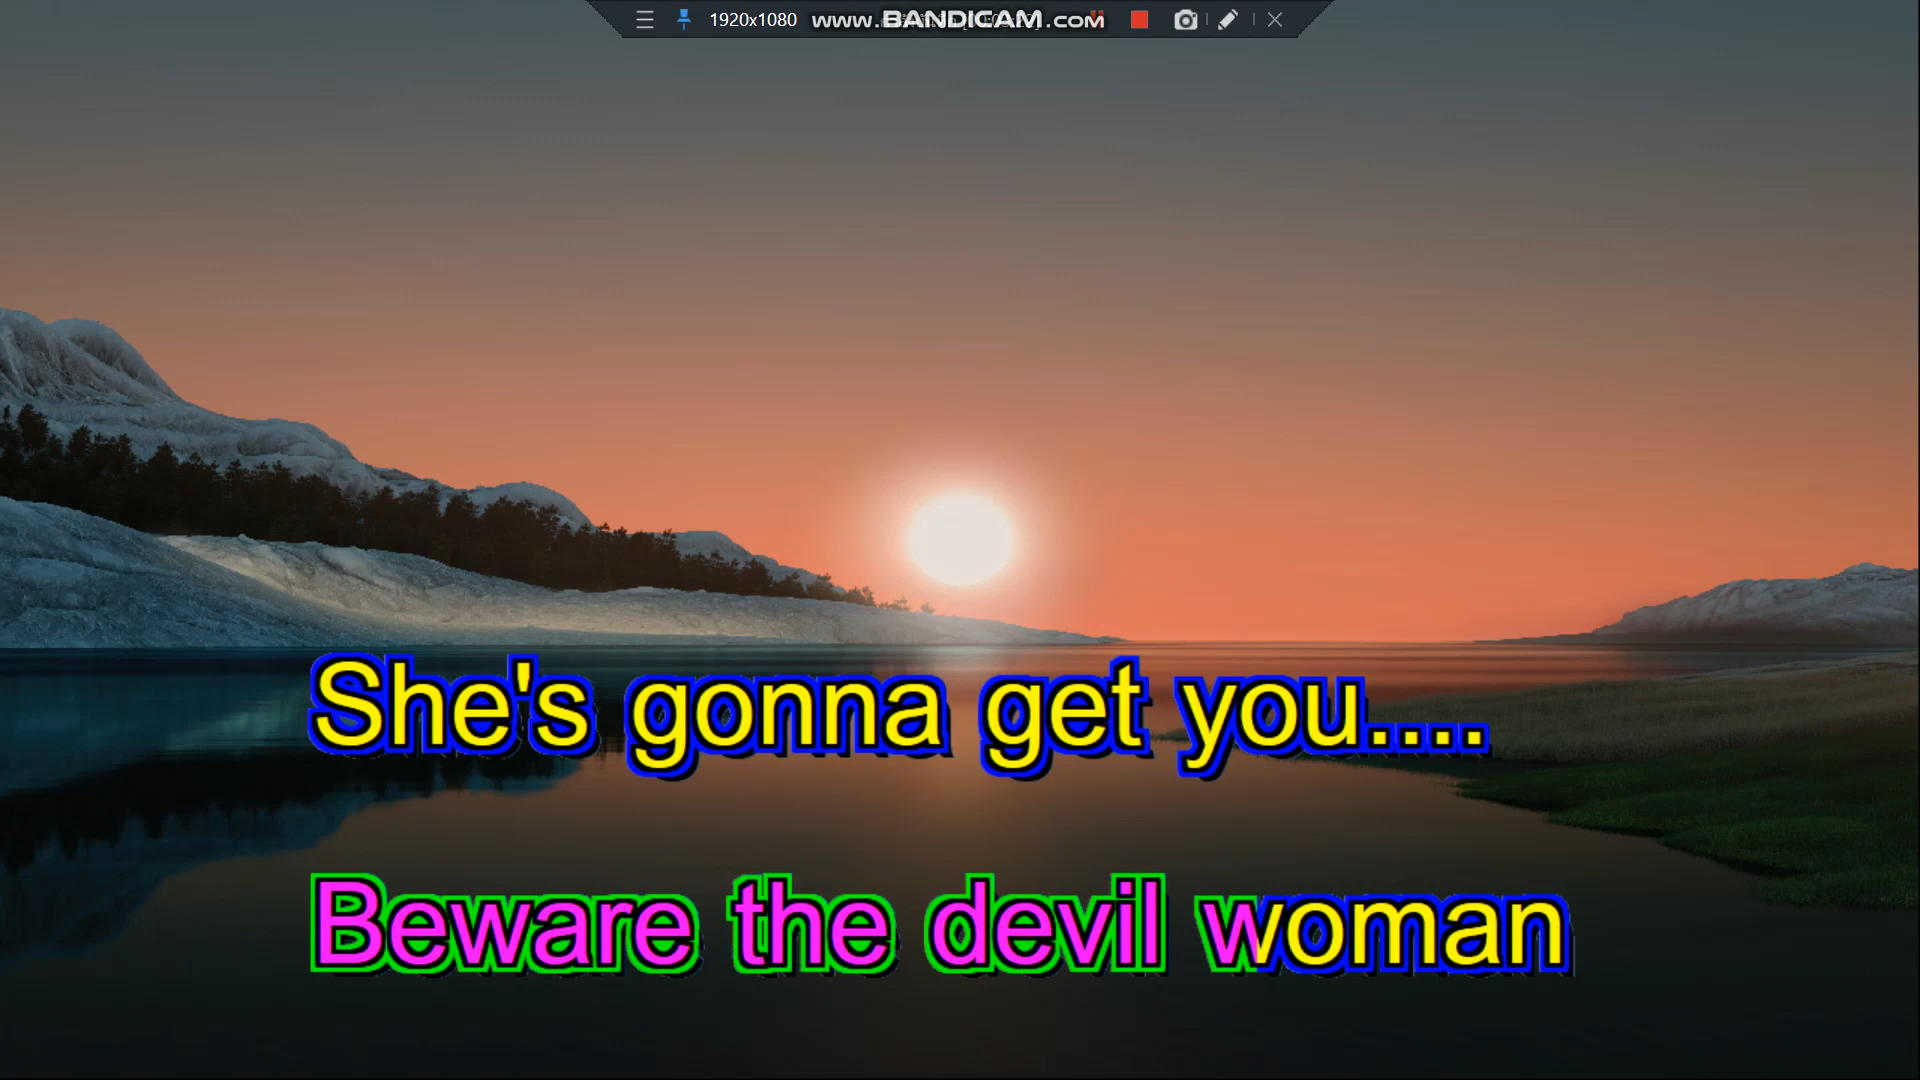 1920x1080
www.BANDICAM.com
She's gonna get you....
Beware the devil woman